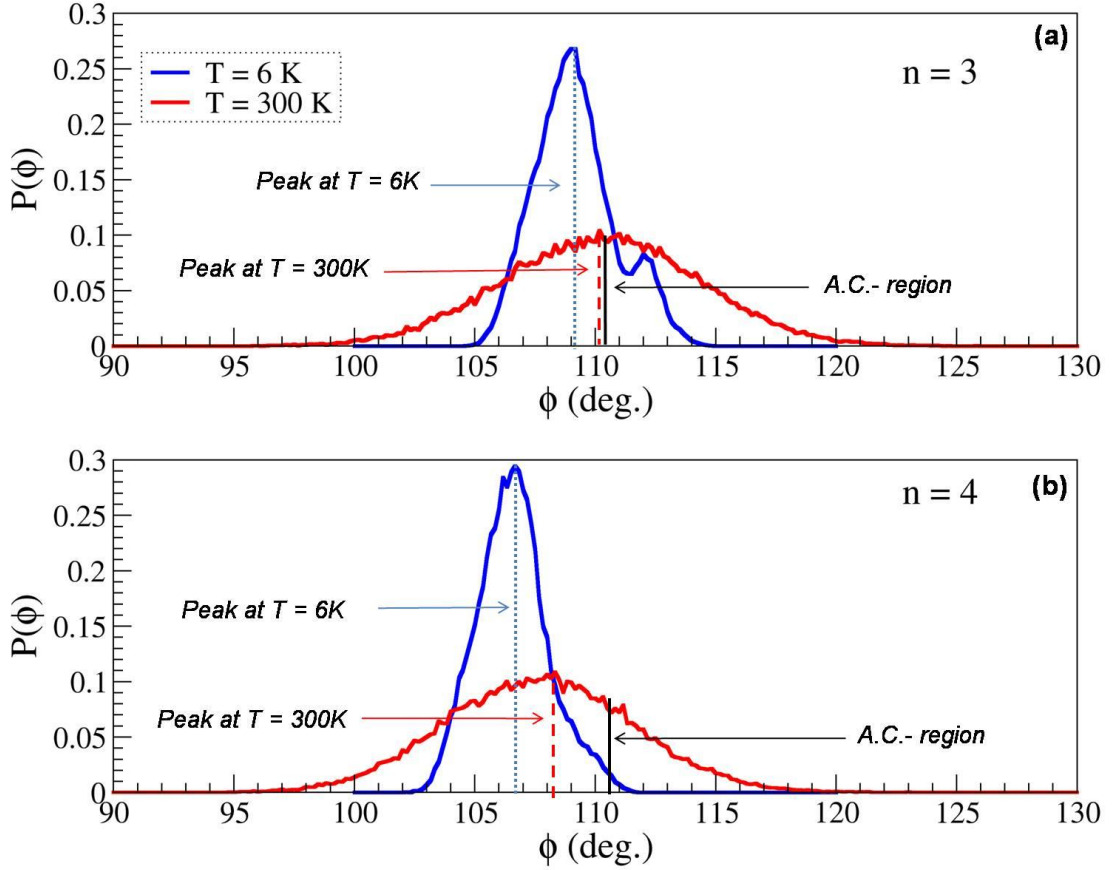 0.3
(a)
T = 6 K
n = 3
T = 300 K
0.25
0.2
P(ϕ)
Peak at T = 6K
0.15
0.1
Peak at T = 300K
A.C.- region
0.05
0
90 95 100 105 110 115 120 125 130
ϕ (deg.)
0.3
(b)
n = 4
0.25
0.2
P(ϕ)
Peak at T = 6K
0.15
0.1
Peak at T = 300K
A.C.- region
0.05
0
90 95 100 105 110 115 120 125 130
ϕ (deg.)